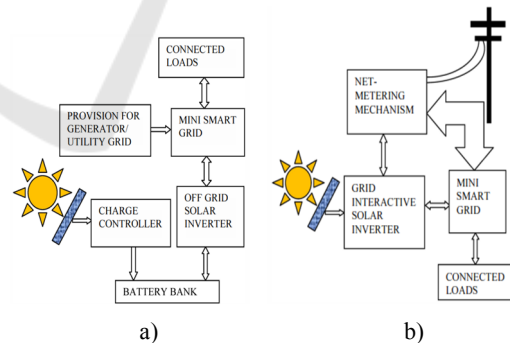 CONNECTED
LOADS
PROVISION FOR
GENERATOR/
UTILITY GRID
MINI SMART
GRID
CHARGE
CONTROLLER
OFF GRID
SOLAR
INVERTER
BATTERY BANK
a)
NET-
METERING
MECHANISM
GRID
INTERACTIVE
SOLAR
INVERTER
MINI
SMART
GRID
CONNECTED
LOADS
b)